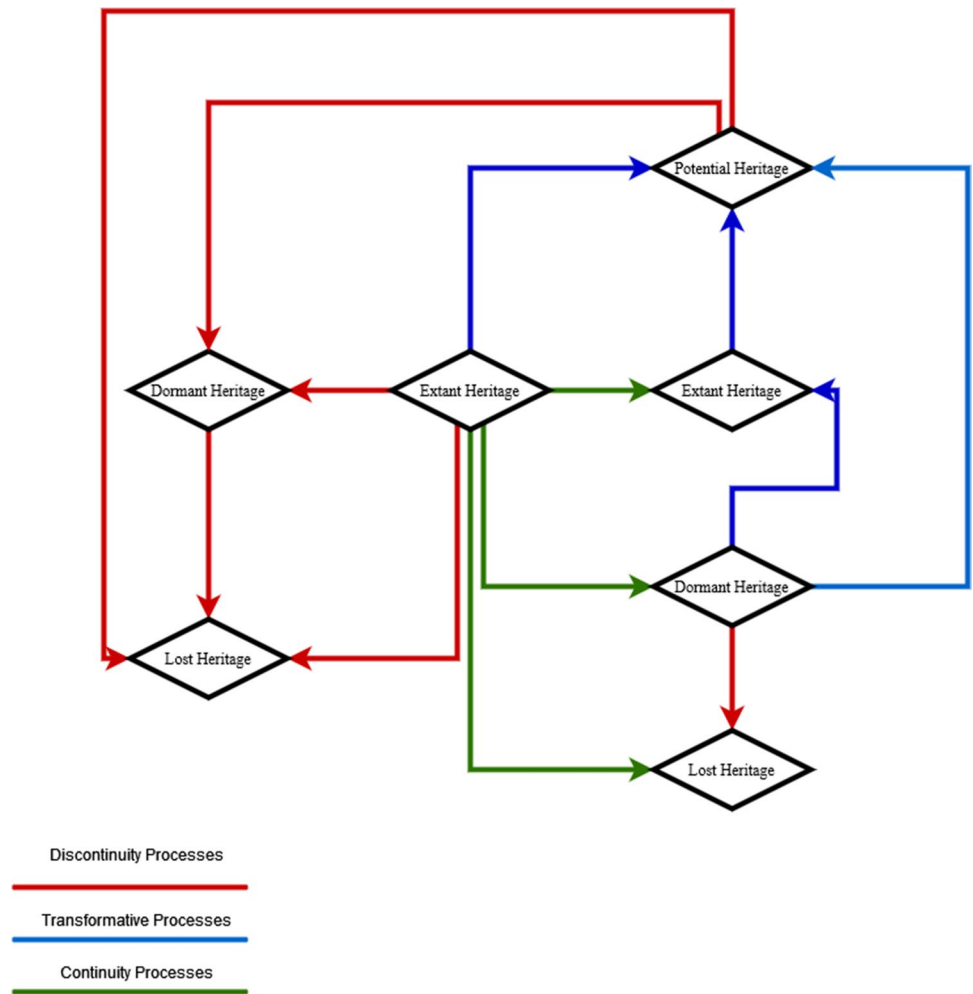 Potential Heritage
Dormant Heritage
Extant Heritage
Extant Heritage
Dormant Heritage
Lost Heritage
Lost Heritage
Discontinuity Processes
Transformative Processes
Continuity Processes